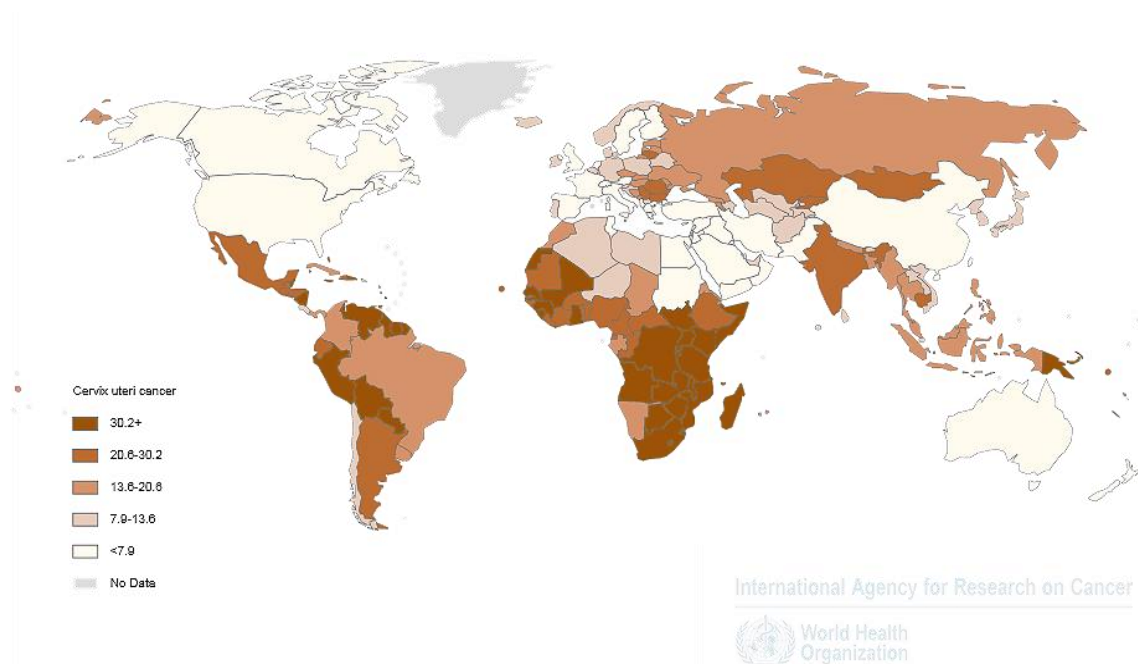 Cervix uteri cancer
30.2+
20.6-30.2
13.6-20.6
7.9-13.6
<7.9
No Data
International Agency for Research on Cancer
World Health
Organization